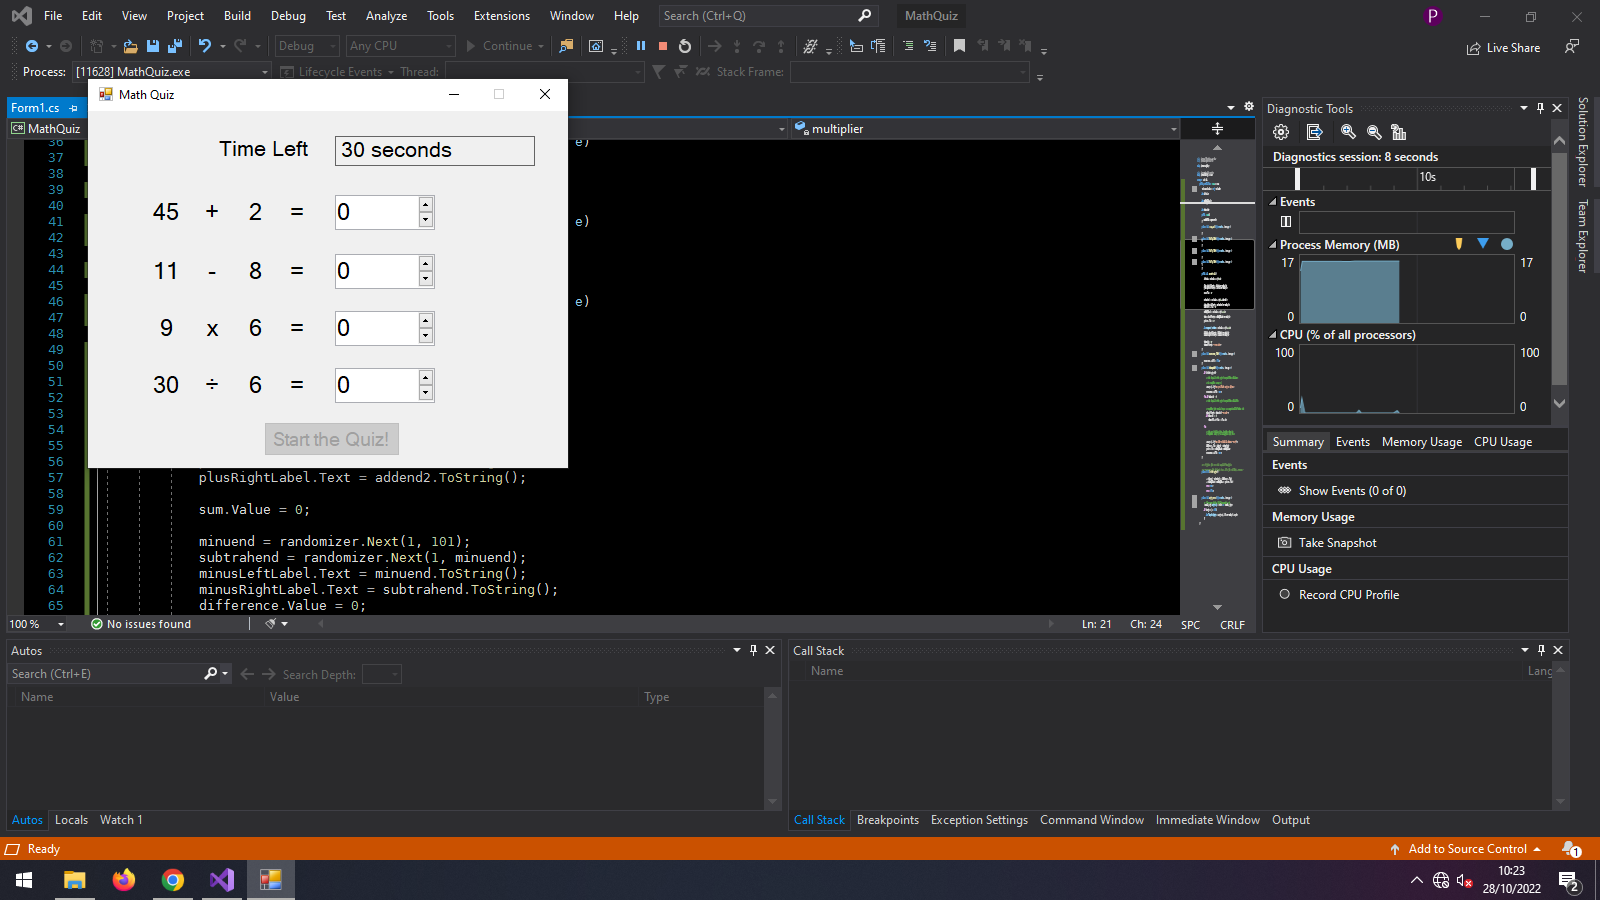 File Edit View Project Build Debug Test Analyze Tools Extensions Window Help Search (Ctrl+Q) MathQuiz P
Debug Any CPU Continue Live Share
Process: [11628] MathQuiz.exe Lifecycle Events Thread: Stack Frame:
Math Quiz
Time Left 30 seconds
45 + 2 = 0
11 - 8 = 0
9 x 6 = 0
30 ÷ 6 = 0
Start the Quiz!
Form1.cs
C# MathQuiz multiplier
36 e)
37
38
39
40
41 e)
42
43
44
45
46 e)
47
48
49
50
51
52
53
54
55
56
57 plusRightLabel.Text = addend2.ToString();
58
59 sum.Value = 0;
60
61 minuend = randomizer.Next(1, 101);
62 subtrahend = randomizer.Next(1, minuend);
63 minusLeftLabel.Text = minuend.ToString();
64 minusRightLabel.Text = subtrahend.ToString();
65 difference.Value = 0;
100 % No issues found Ln: 21 Ch: 24 SPC CRLF
Diagnostic Tools
Diagnostics session: 8 seconds
10s
Events
Process Memory (MB)
17 17
0 0
CPU (% of all processors)
100 100
0 0
Summary Events Memory Usage CPU Usage
Events
Show Events (0 of 0)
Memory Usage
Take Snapshot
CPU Usage
Record CPU Profile
Solution Explorer
Team Explorer
Autos
Search (Ctrl+E) Search Depth:
Name Value Type
Autos Locals Watch 1
Call Stack
Name Lang
Call Stack Breakpoints Exception Settings Command Window Immediate Window Output
Ready Add to Source Control 1
10:23
28/10/2022
2